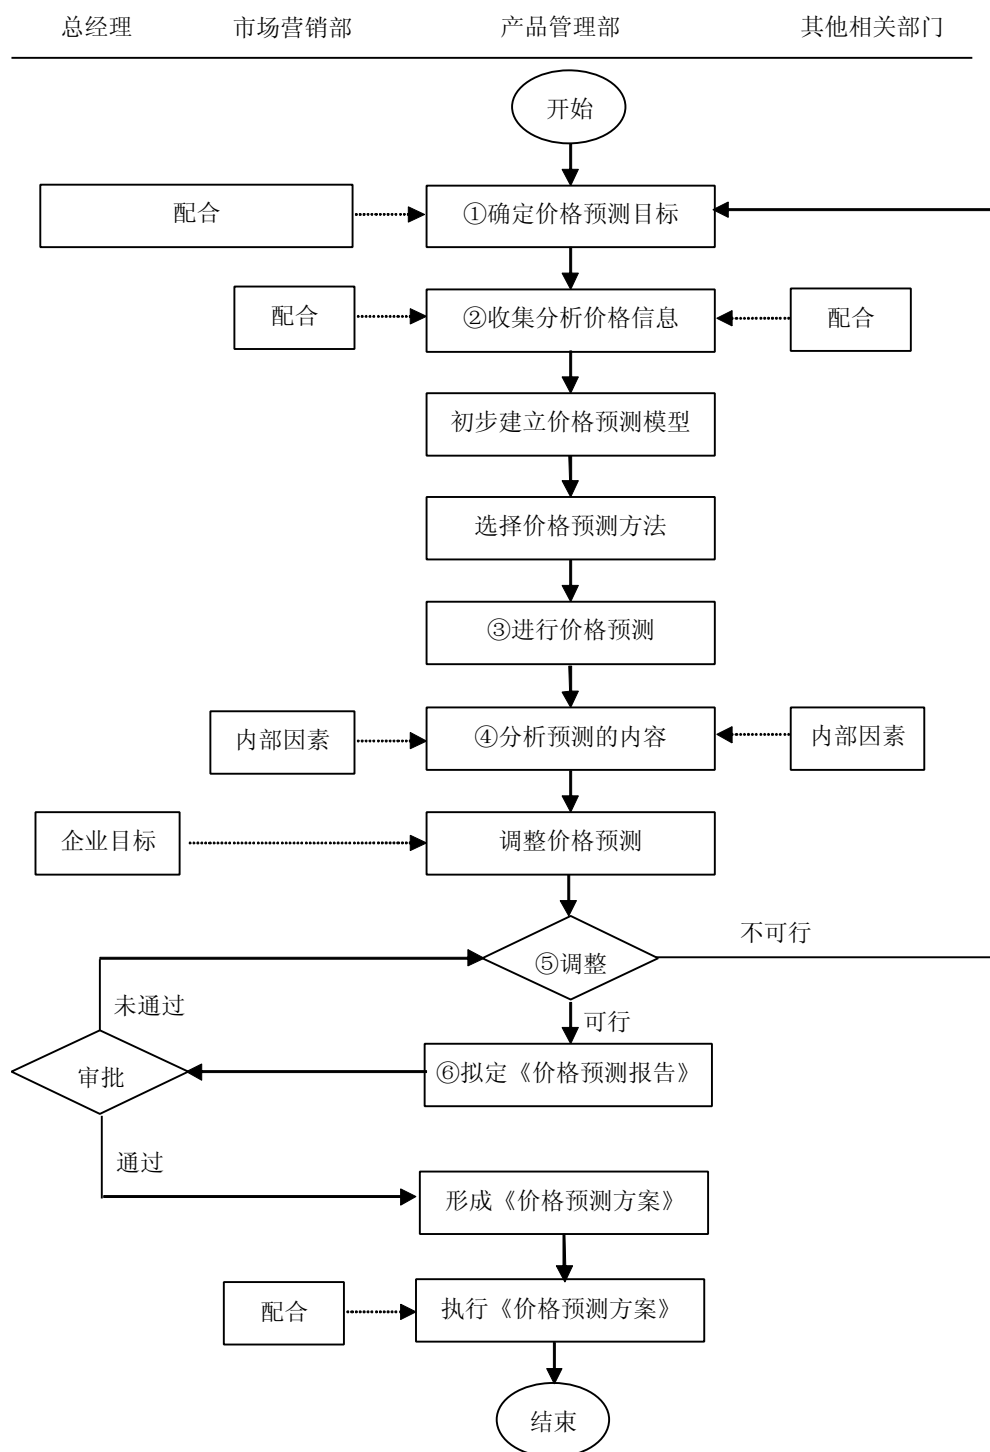 总经理 市场营销部 产品管理部 其他相关部门
开始
配合 ①确定价格预测目标
配合 ②收集分析价格信息 配合
初步建立价格预测模型
选择价格预测方法
③进行价格预测
内部因素 ④分析预测的内容 内部因素
企业目标 调整价格预测
不可行
⑤调整
未通过
可行
审批 ⑥拟定《价格预测报告》
通过
形成《价格预测方案》
配合 执行《价格预测方案》
结束